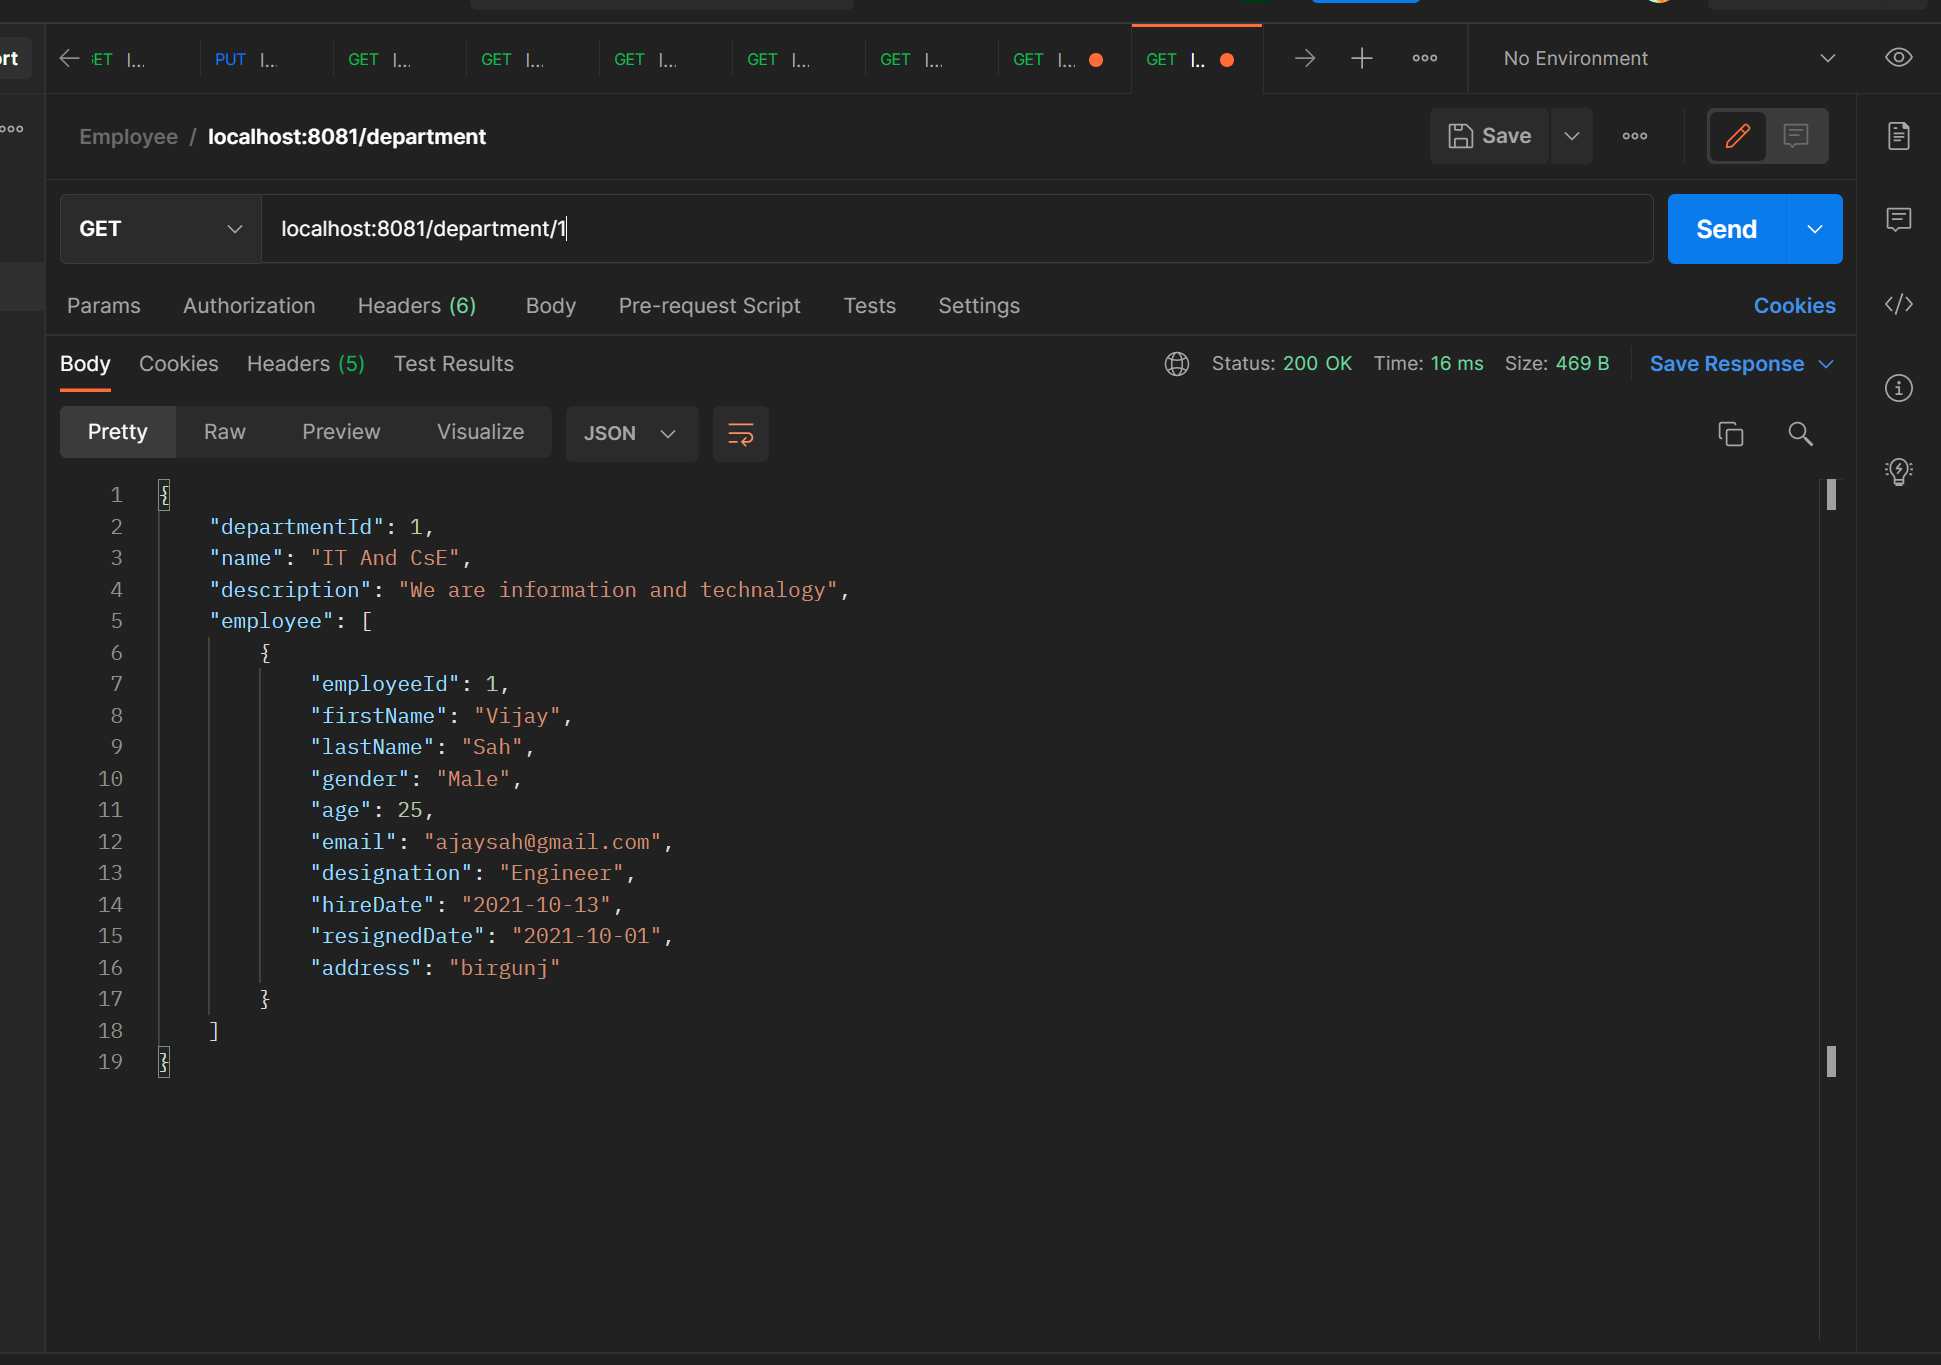 rt
GET |... PUT |... GET |... GET |... GET |... GET |... GET |... GET |... GET |.. No Environment
Employee / localhost:8081/department Save
GET localhost:8081/department/1 Send
Params Authorization Headers (6) Body Pre-request Script Tests Settings Cookies
Body Cookies Headers (5) Test Results Status: 200 OK Time: 16 ms Size: 469 B Save Response
Pretty Raw Preview Visualize JSON
1 {
2 "departmentId": 1,
3 "name": "IT And CsE",
4 "description": "We are information and technalogy",
5 "employee": [
6 {
7 "employeeId": 1,
8 "firstName": "Vijay",
9 "lastName": "Sah",
10 "gender": "Male",
11 "age": 25,
12 "email": "ajaysah@gmail.com",
13 "designation": "Engineer",
14 "hireDate": "2021-10-13",
15 "resignedDate": "2021-10-01",
16 "address": "birgunj"
17 }
18 ]
19 }